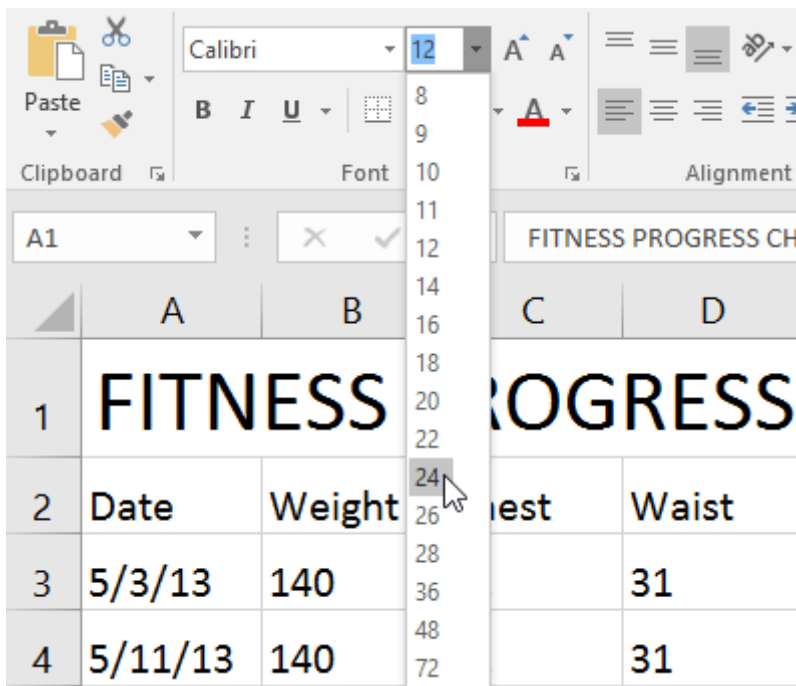 Calibri 12 A A
Paste B I U A
Clipboard Font Alignment
8
9
10
11
12
14
16
18
20
22
24
26
28
36
48
72
A1 FITNESS PROGRESS CH
A B C D
1 FITNESS ROGRESS
2 Date Weight est Waist
3 5/3/13 140 31
4 5/11/13 140 31